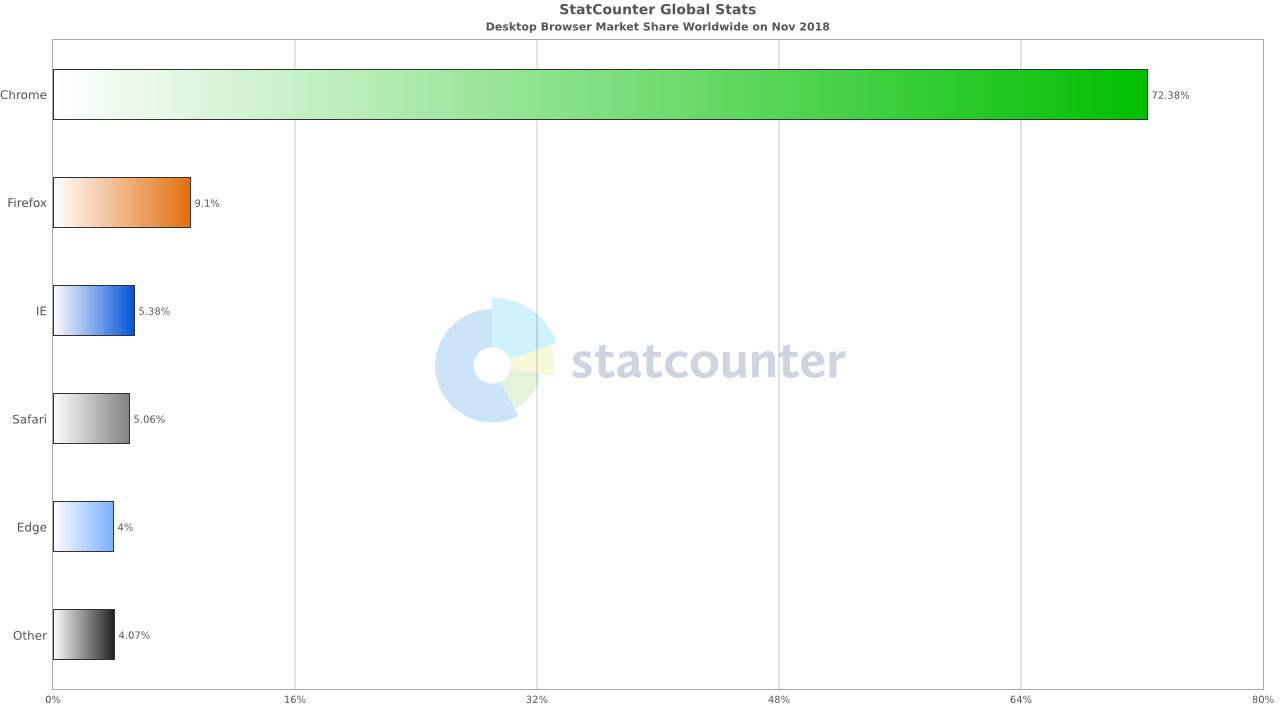 StatCounter Global Stats
Desktop Browser Market Share Worldwide on Nov 2018
Chrome 72.38%
Firefox 9.1%
IE 5.38%
statcounter
Safari 5.06%
Edge 4%
Other 4.07%
0% 16% 32% 48% 64% 80%